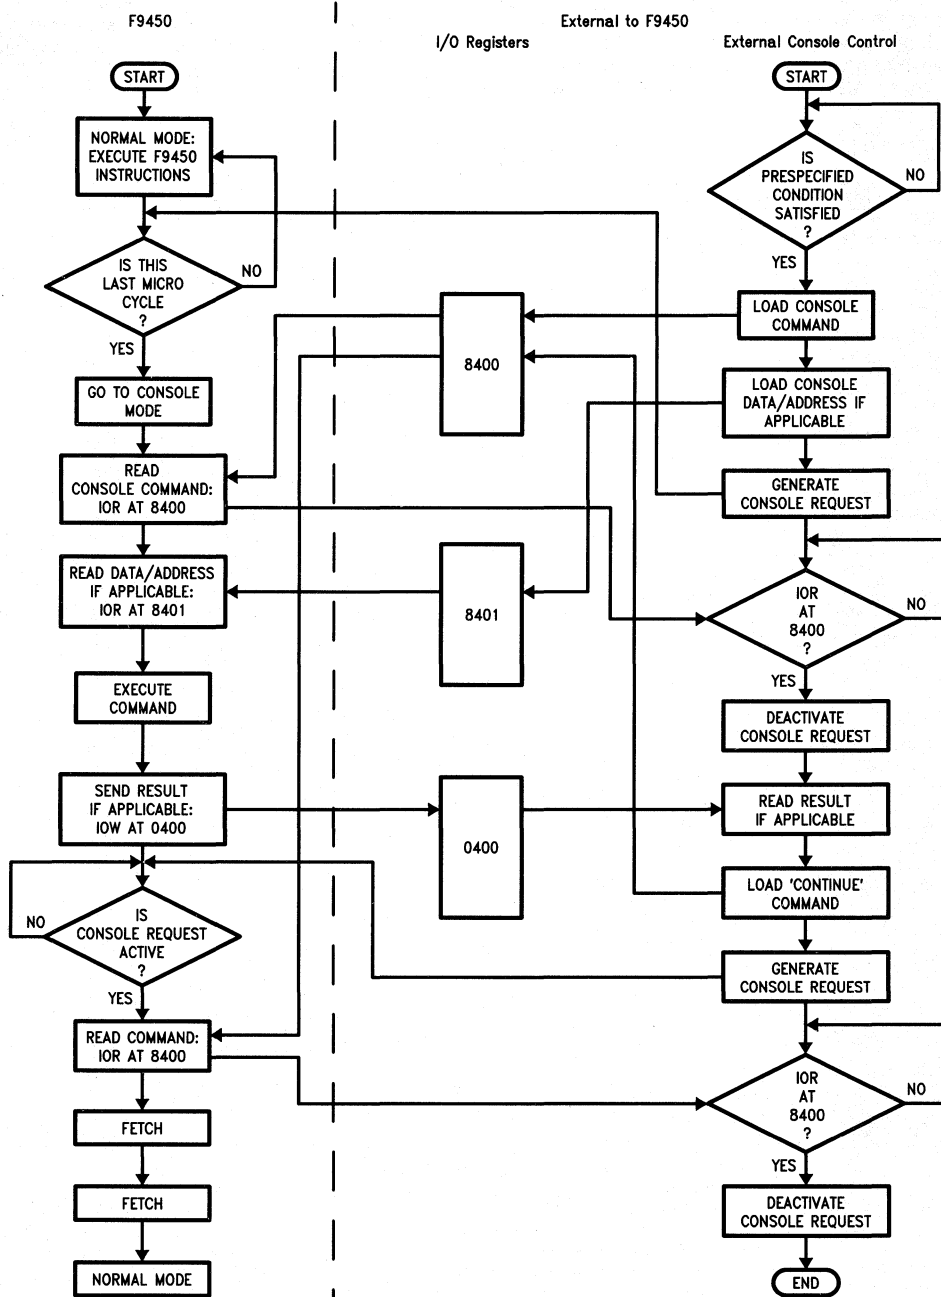 F9450
External to F9450
I/O Registers
External Console Control
START
NORMAL MODE:
EXECUTE F9450
INSTRUCTIONS
IS THIS
LAST MICRO
CYCLE
?
NO
YES
GO TO CONSOLE
MODE
READ
CONSOLE COMMAND:
IOR AT 8400
READ DATA/ADDRESS
IF APPLICABLE:
IOR AT 8401
EXECUTE
COMMAND
SEND RESULT
IF APPLICABLE:
IOW AT 0400
IS
CONSOLE REQUEST
ACTIVE
?
NO
YES
READ COMMAND:
IOR AT 8400
FETCH
FETCH
NORMAL MODE
8400
8401
0400
START
IS
PRESPECIFIED
CONDITION
SATISFIED
?
NO
YES
LOAD CONSOLE
COMMAND
LOAD CONSOLE
DATA/ADDRESS IF
APPLICABLE
GENERATE
CONSOLE REQUEST
IOR
AT
8400
?
NO
YES
DEACTIVATE
CONSOLE REQUEST
READ RESULT
IF APPLICABLE
LOAD 'CONTINUE'
COMMAND
GENERATE
CONSOLE REQUEST
IOR
AT
8400
?
NO
YES
DEACTIVATE
CONSOLE REQUEST
END